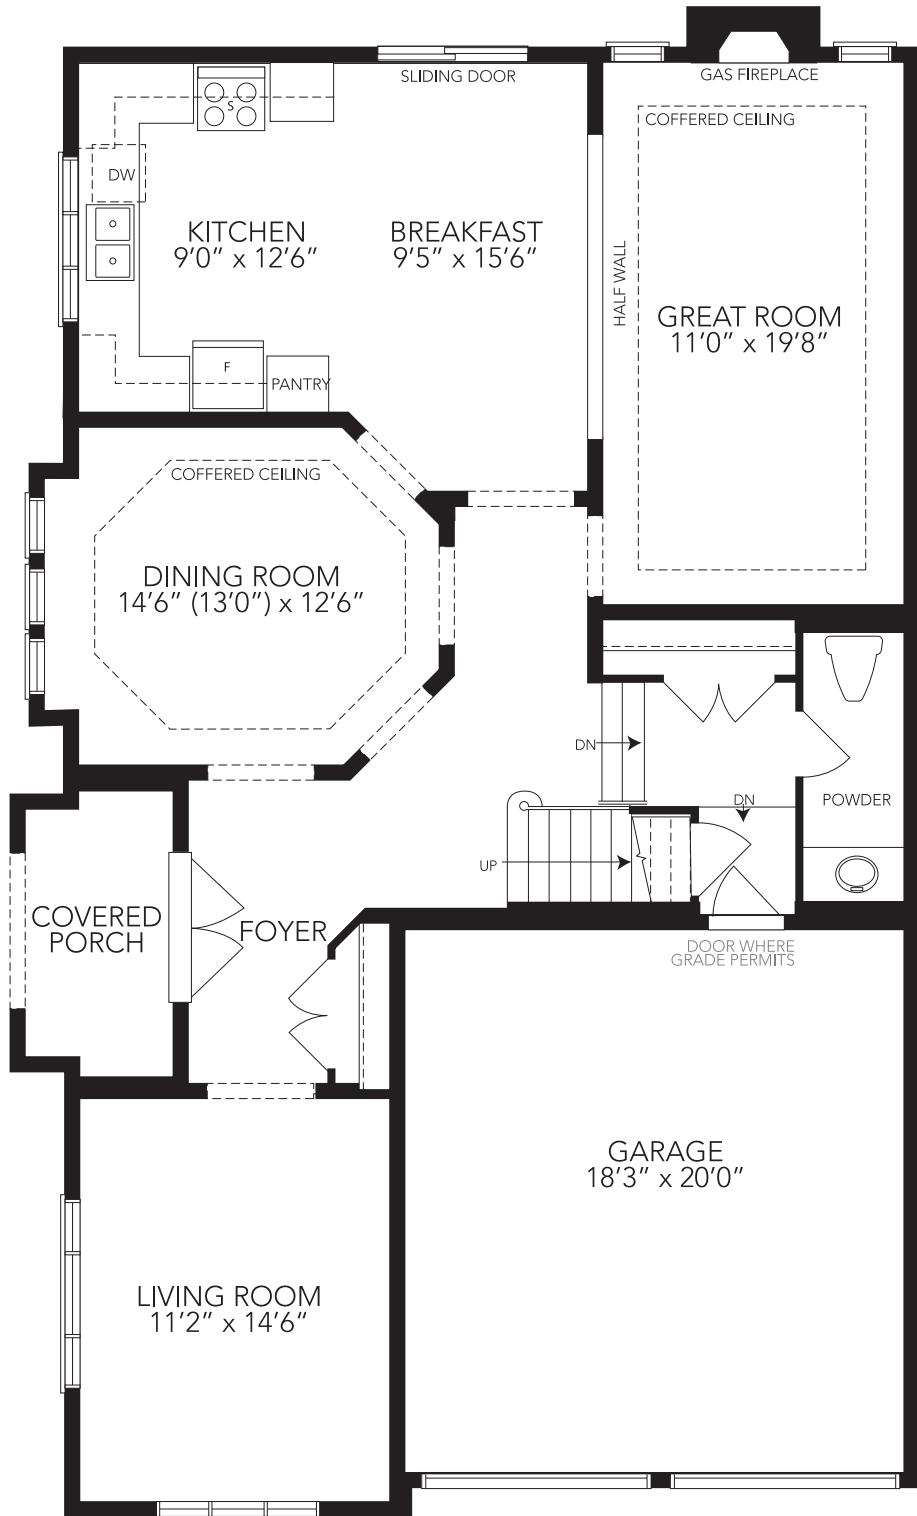 SLIDING DOOR
GAS FIREPLACE
COFFERED CEILING
S
DW
KITCHEN
9'0" x 12'6"
BREAKFAST
9'5" x 15'6"
HALF WALL
GREAT ROOM
11'0" x 19'8"
F
PANTRY
COFFERED CEILING
DINING ROOM
14'6" (13'0") x 12'6"
DN
DN
POWDER
UP
COVERED
PORCH
FOYER
DOOR WHERE
GRADE PERMITS
GARAGE
18'3" x 20'0"
LIVING ROOM
11'2" x 14'6"